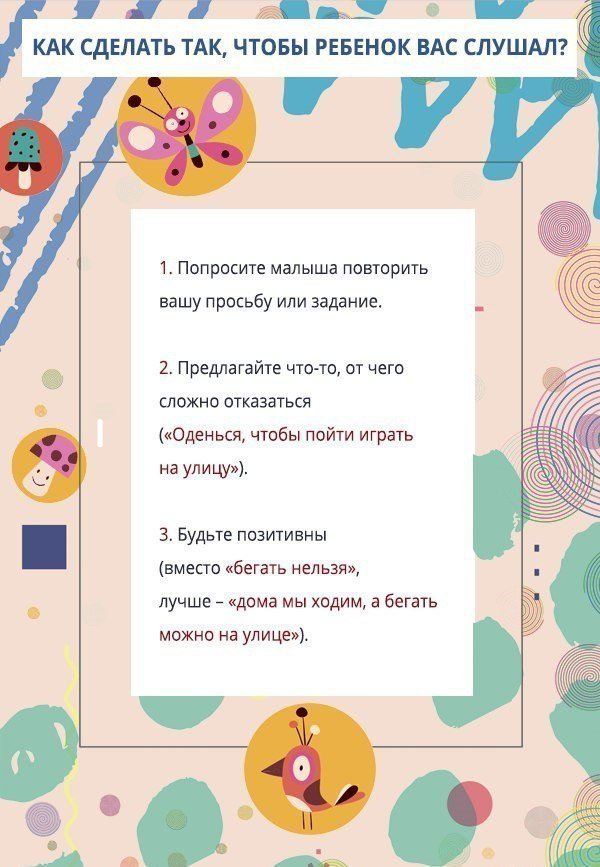 КАК СДЕЛАТЬ ТАК, ЧТОБЫ РЕБЕНОК ВАС СЛУШАЛ?
1. Попросите малыша повторить
вашу просьбу или задание.
2. Предлагайте что-то, от чего
сложно отказаться
(«Оденься, чтобы пойти играть
на улицу»).
3. Будьте позитивны
(вместо «бегать нельзя»,
лучше – «дома мы ходим, а бегать
можно на улице»).